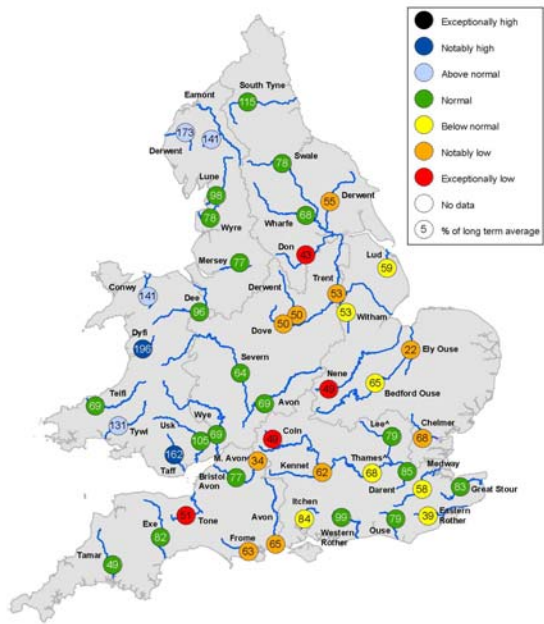 Exceptionally high
Notably high
Above normal
Normal
Below normal
Notably low
Exceptionally low
No data
5 % of long term average
South Tyne
115
Eamont
173
141
Derwent
Swale
78
Lune
98
55
Derwent
78
Wyre
68
Wharfe
Don
43
Lud
59
Mersey
77
Trent
53
Conwy
141
Dee
96
Derwent
50
50
Dove
53
Witham
Dyfi
196
Severn
64
22
Ely Ouse
Nene
49
65
Bedford Ouse
Teifi
69
69
Avon
Wye
Usk
69
105
131
Tywi
Coln
49
Lee^
79
Chelmer
68
162
Taff
M. Avon
34
Kennet
62
Thames^
68
85
Medway
Bristol
Avon
77
Darent
58
83
Great Stour
51
Tone
Itchen
84
99
Western
Rother
79
Ouse
39
Eastern
Rother
Exe
82
Avon
65
Frome
63
Tamar
49